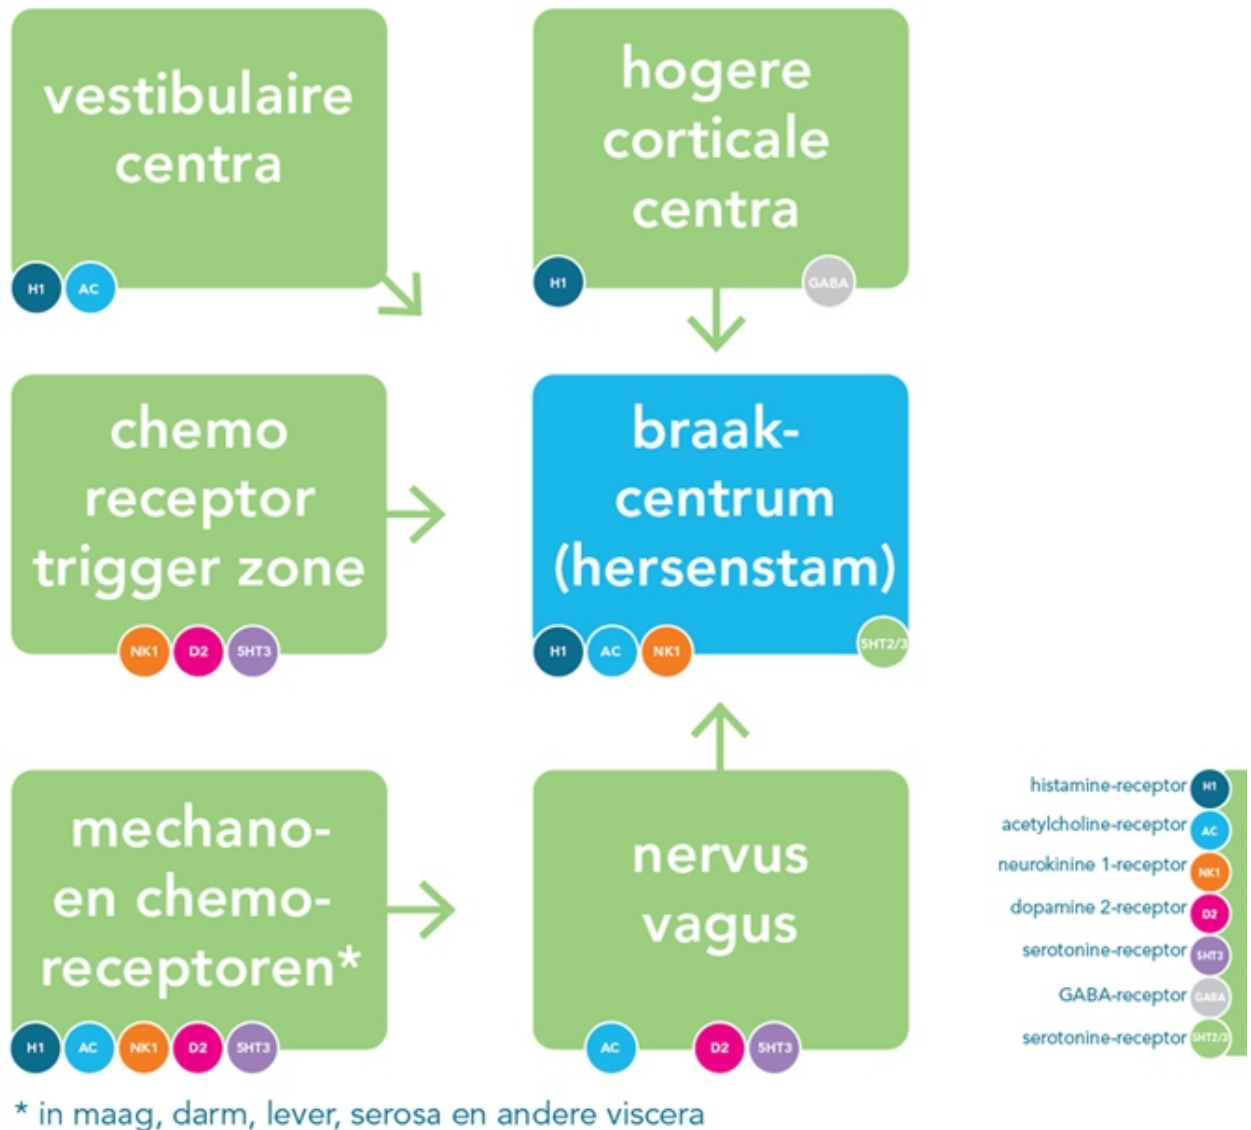 vestibulaire
centra
H1 AC
hogere
corticale
centra
H1 GABA
chemo
receptor
trigger zone
NK1 D2 5HT3
braak-
centrum
(hersenstam)
H1 AC NK1 5HT2/3
mechano-
en chemo-
receptoren*
H1 AC NK1 D2 5HT3
nervus
vagus
AC D2 5HT3
histamine-receptor H1
acetylcholine-receptor AC
neurokinine 1-receptor NK1
dopamine 2-receptor D2
serotonine-receptor 5HT3
GABA-receptor GABA
serotonine-receptor 5HT2/3
* in maag, darm, lever, serosa en andere viscera